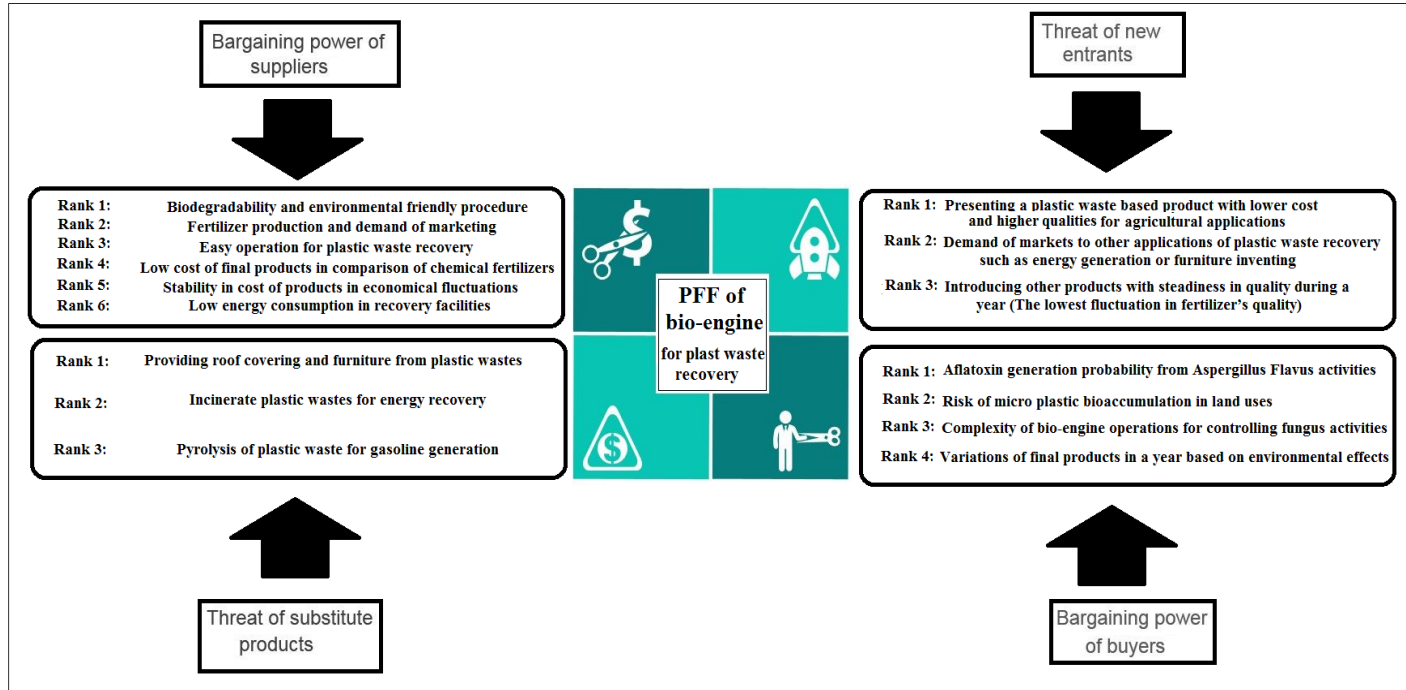 Bargaining power of
suppliers
Threat of new
entrants
Rank 1: Biodegradability and environmental friendly procedure
Rank 2: Fertilizer production and demand of marketing
Rank 3: Easy operation for plastic waste recovery
Rank 4: Low cost of final products in comparison of chemical fertilizers
Rank 5: Stability in cost of products in economical fluctuations
Rank 6: Low energy consumption in recovery facilities
Rank 1: Presenting a plastic waste based product with lower cost
and higher qualities for agricultural applications
Rank 2: Demand of markets to other applications of plastic waste recovery
such as energy generation or furniture inventing
Rank 3: Introducing other products with steadiness in quality during a
year (The lowest fluctuation in fertilizer's quality)
$
PFF of
bio-engine
for plast waste
recovery
$
Rank 1: Providing roof covering and furniture from plastic wastes
Rank 2: Incinerate plastic wastes for energy recovery
Rank 3: Pyrolysis of plastic waste for gasoline generation
Rank 1: Aflatoxin generation probability from Aspergillus Flavus activities
Rank 2: Risk of micro plastic bioaccumulation in land uses
Rank 3: Complexity of bio-engine operations for controlling fungus activities
Rank 4: Variations of final products in a year based on environmental effects
Threat of substitute
products
Bargaining power
of buyers